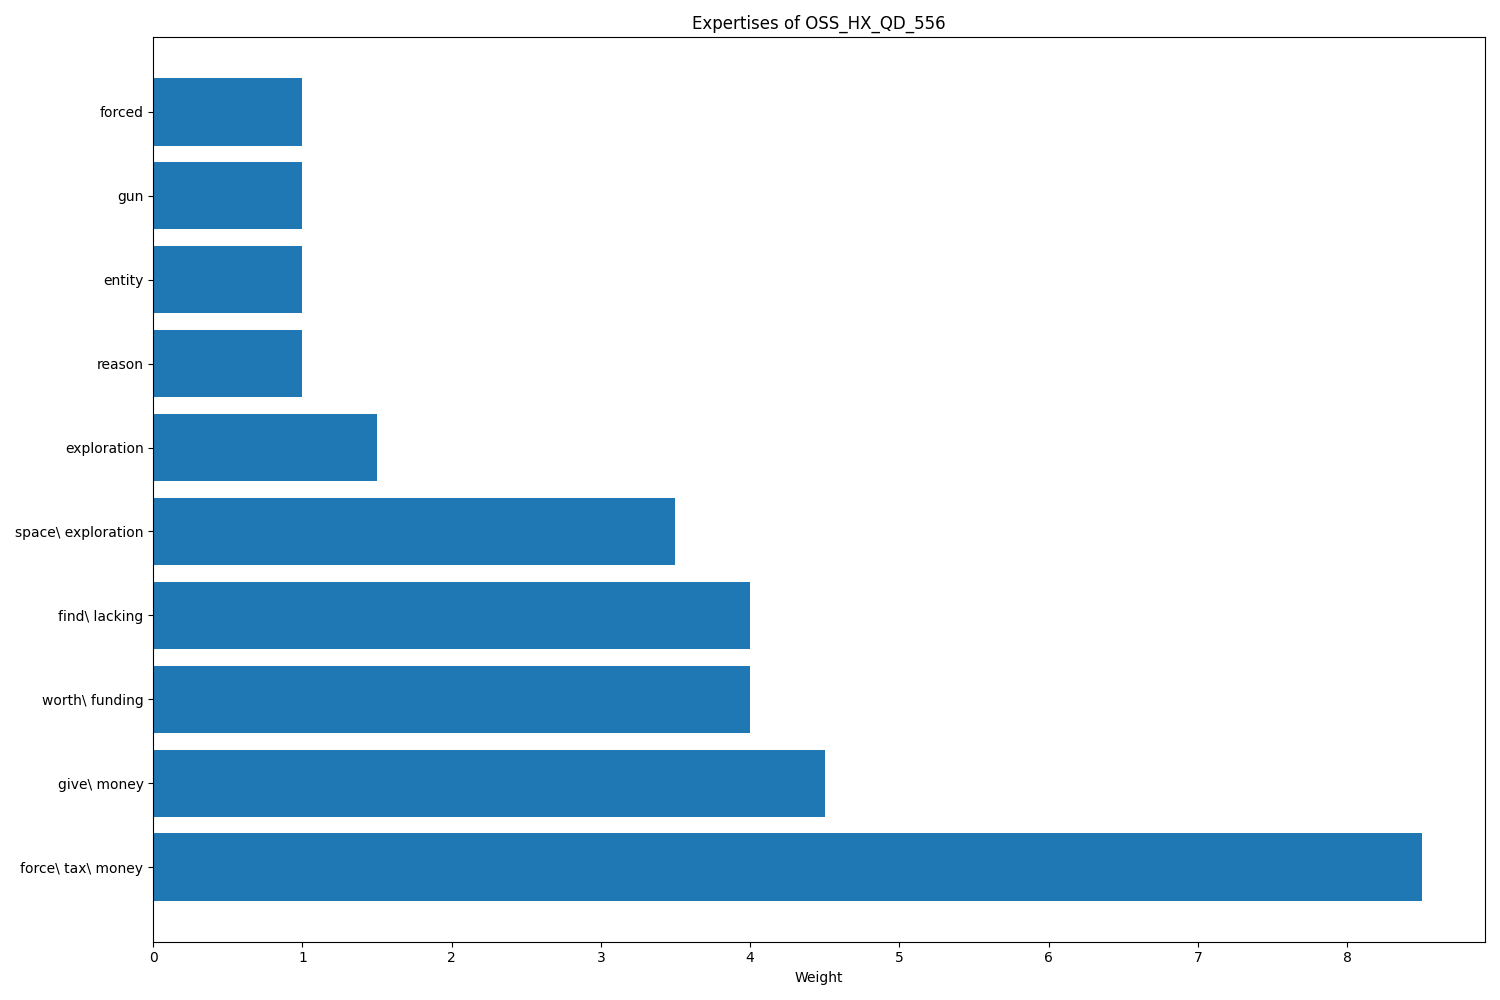 Expertises of OSS_HX_QD_556
forced
gun
entity
reason
exploration
space\ exploration
find\ lacking
worth\ funding
give\ money
force\ tax\ money
0 1 2 3 4 5 6 7 8
Weight